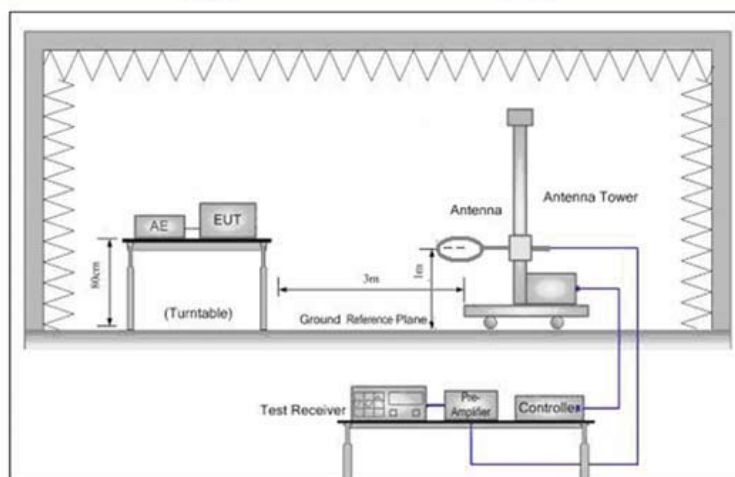 AE
EUT
80cm
(Turntable)
3m
Antenna
Antenna Tower
1m
Ground Reference Plane
Test Receiver
Pre-
Amplifier
Controller